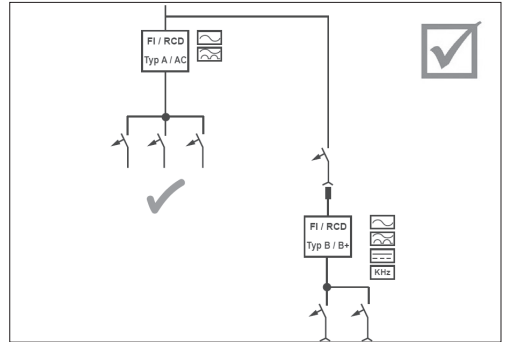 FI / RCD
Typ A / AC
FI / RCD
Typ B / B+
KHz